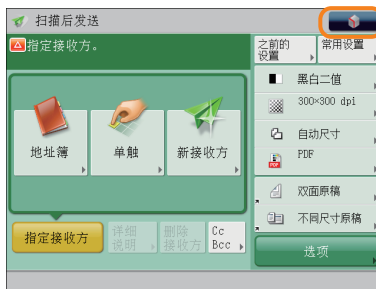 扫描后发送
指定接收方。
之前的
设置
常用设置
黑白二值
300×300 dpi
自动尺寸
PDF
双面原稿
不同尺寸原稿
选项
地址簿
单触
新接收方
指定接收方
详细
说明
删除
接收方
Cc
Bcc